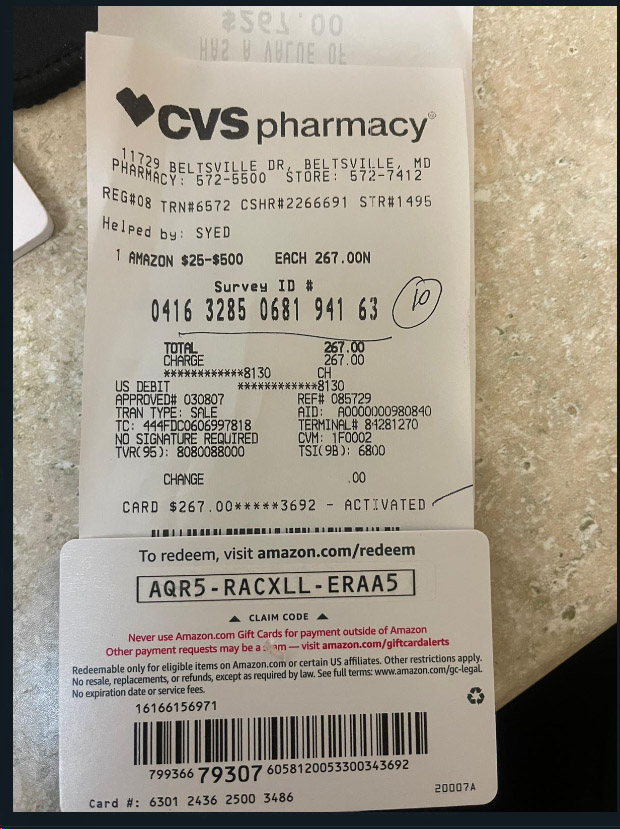 HAS A VALUE OF
$267.00
CVS pharmacy®
11729 BELTSVILLE DR, BELTSVILLE, MD
PHARMACY: 572-5500 STORE: 572-7412
REG#08 TRN#6572 CSHR#2266691 STR#1495
Helped by: SYED
1 AMAZON $25-$500 EACH 267.00N
Survey ID #
0416 3285 0681 941 63
10
TOTAL 267.00
CHARGE 267.00
************8130 CH
US DEBIT ************8130
APPROVED# 030807 REF# 085729
TRAN TYPE: SALE AID: A0000000980840
TC: 444FDC0606997818 TERMINAL# 84281270
NO SIGNATURE REQUIRED CVM: 1F0002
TVR(95): 8080088000 TSI(9B): 6800
CHANGE .00
CARD $267.00*****3692 - ACTIVATED
To redeem, visit amazon.com/redeem
AQR5-RACXLL-ERAA5
CLAIM CODE
Never use Amazon.com Gift Cards for payment outside of Amazon
Other payment requests may be a — visit amazon.com/giftcardalerts
Redeemable only for eligible items on Amazon.com or certain US affiliates. Other restrictions apply.
No resale, replacements, or refunds, except as required by law. See full terms: www.amazon.com/gc-legal.
No expiration date or service fees.
16166156971
799366 79307 6058120053300343692
20007A
Card #: 6301 2436 2500 3486